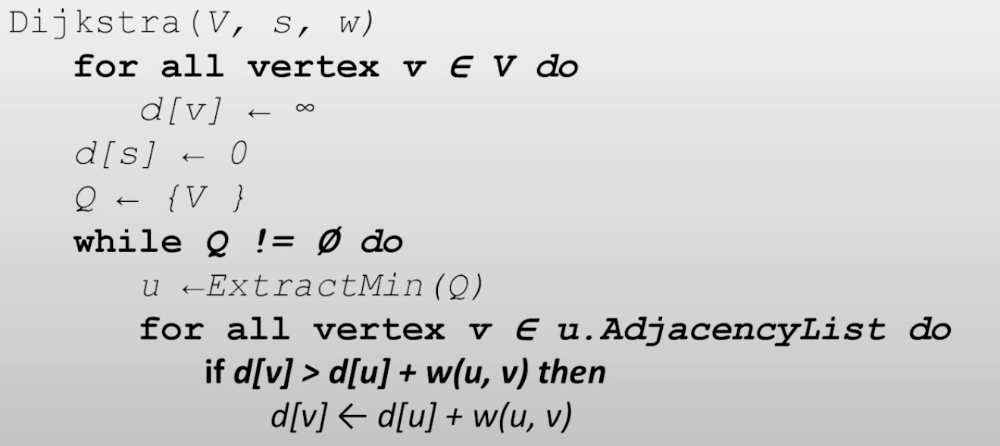 Dijkstra(V, s, w)
for all vertex v ∈ V do
d[v] ← ∞
d[s] ← 0
Q ← {V }
while Q != Ø do
u ←ExtractMin(Q)
for all vertex v ∈ u.AdjacencyList do
if d[v] > d[u] + w(u, v) then
d[v] ← d[u] + w(u, v)